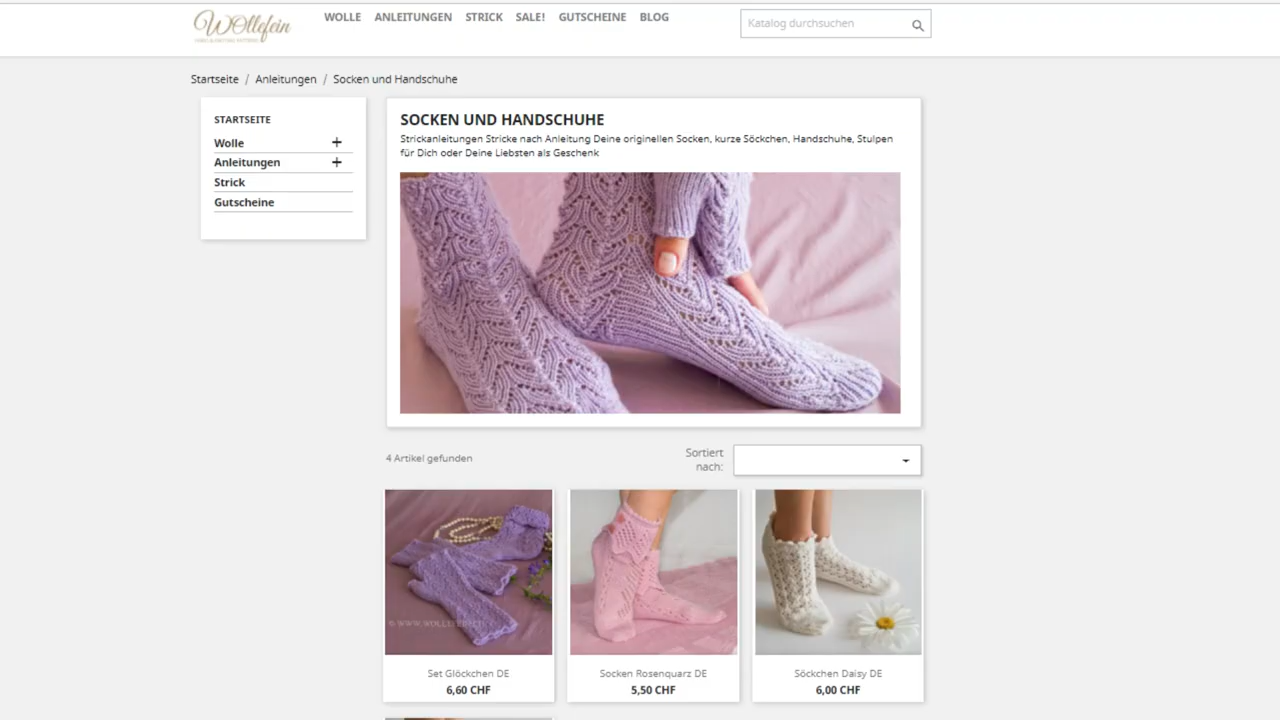 Wollefein
WOLLE ANLEITUNGEN STRICK SALE! GUTSCHEINE BLOG
Katalog durchsuchen
Startseite / Anleitungen / Socken und Handschuhe
STARTSEITE
Wolle +
Anleitungen +
Strick
Gutscheine
SOCKEN UND HANDSCHUHE
Strickanleitungen Stricke nach Anleitung Deine originellen Socken, kurze Söckchen, Handschuhe, Stulpen
für Dich oder Deine Liebsten als Geschenk
4 Artikel gefunden
Sortiert
nach:
Set Glöckchen DE
6,60 CHF
Socken Rosenquarz DE
5,50 CHF
Söckchen Daisy DE
6,00 CHF